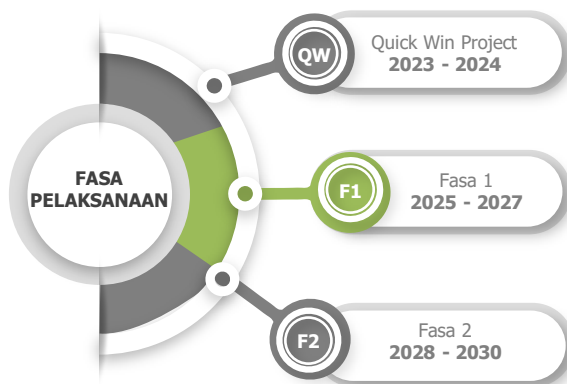 FASA
PELAKSANAAN
QW
Quick Win Project
2023 - 2024
F1
Fasa 1
2025 - 2027
F2
Fasa 2
2028 - 2030